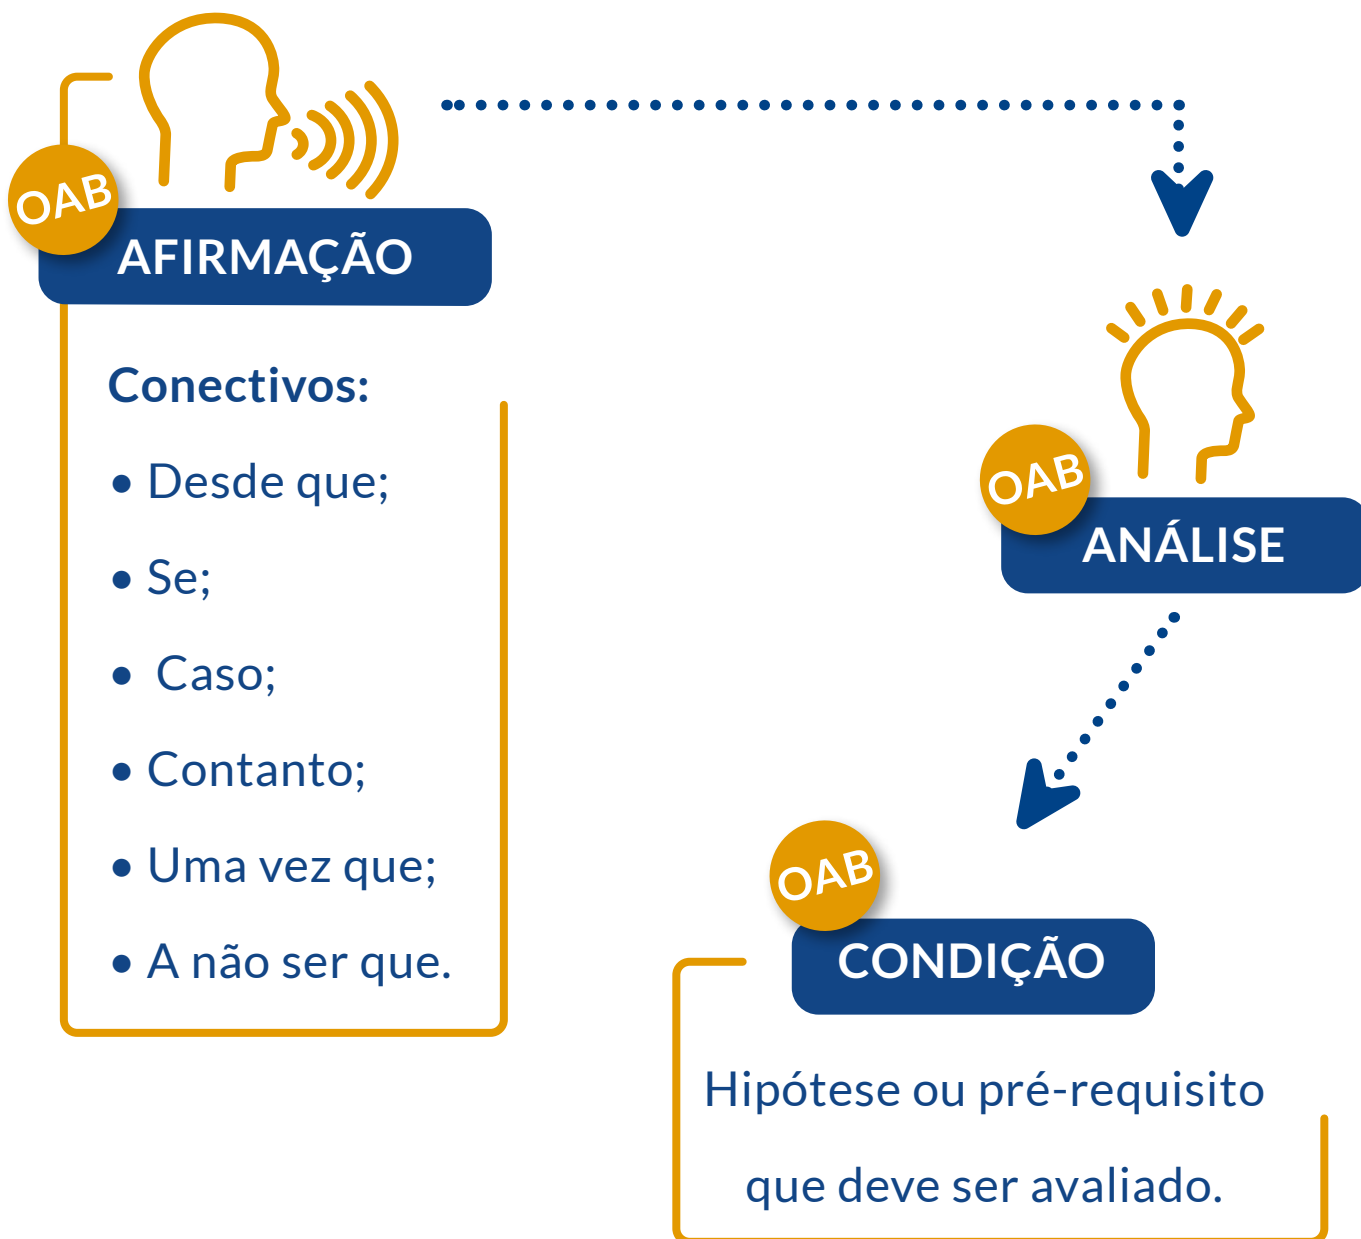 OAB
AFIRMAÇÃO
Conectivos:
• Desde que;
• Se;
• Caso;
• Contanto;
• Uma vez que;
• A não ser que.
OAB
ANÁLISE
OAB
CONDIÇÃO
Hipótese ou pré-requisito
que deve ser avaliado.